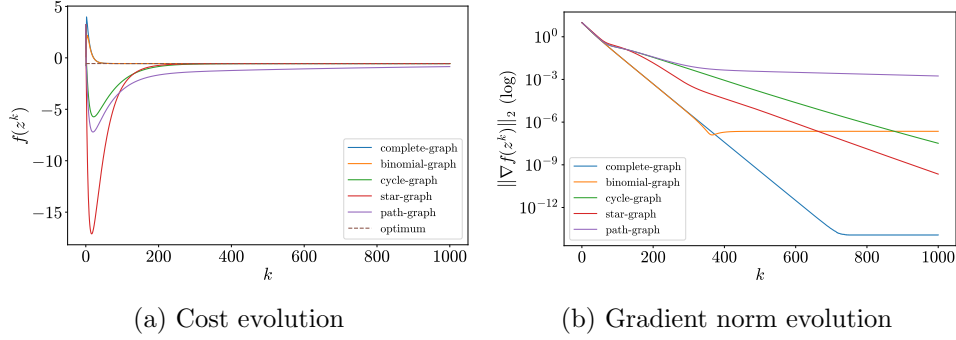 0
−5
−10
−15
f(z^k)
0
200
400
600
800
1000
k
complete-graph
binomial-graph
cycle-graph
star-graph
path-graph
optimum
(a) Cost evolution
10^0
10^−3
10^−6
10^−9
10^−12
||∇f(z^k)||_2 (log)
0
200
400
600
800
1000
k
complete-graph
binomial-graph
cycle-graph
star-graph
path-graph
(b) Gradient norm evolution